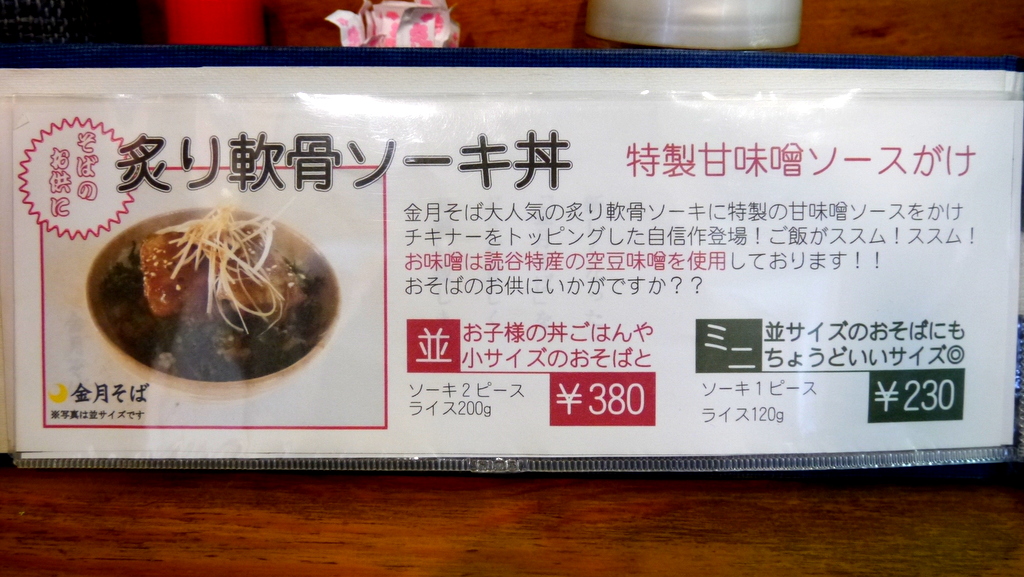 そばの
お供に
炙り軟骨ソーキ丼
特製甘味噌ソースがけ
金月そば大人気の炙り軟骨ソーキに特製の甘味噌ソースをかけ
チキナーをトッピングした自信作登場！ご飯がススム！ススム！
お味噌は読谷特産の空豆味噌を使用しております！！
おそばのお供にいかがですか？？
金月そば
※写真は並サイズです
並
お子様の丼ごはんや
小サイズのおそばと
ソーキ２ピース
ライス200g
￥380
ミニ
並サイズのおそばにも
ちょうどいいサイズ◎
ソーキ１ピース
ライス120g
￥230